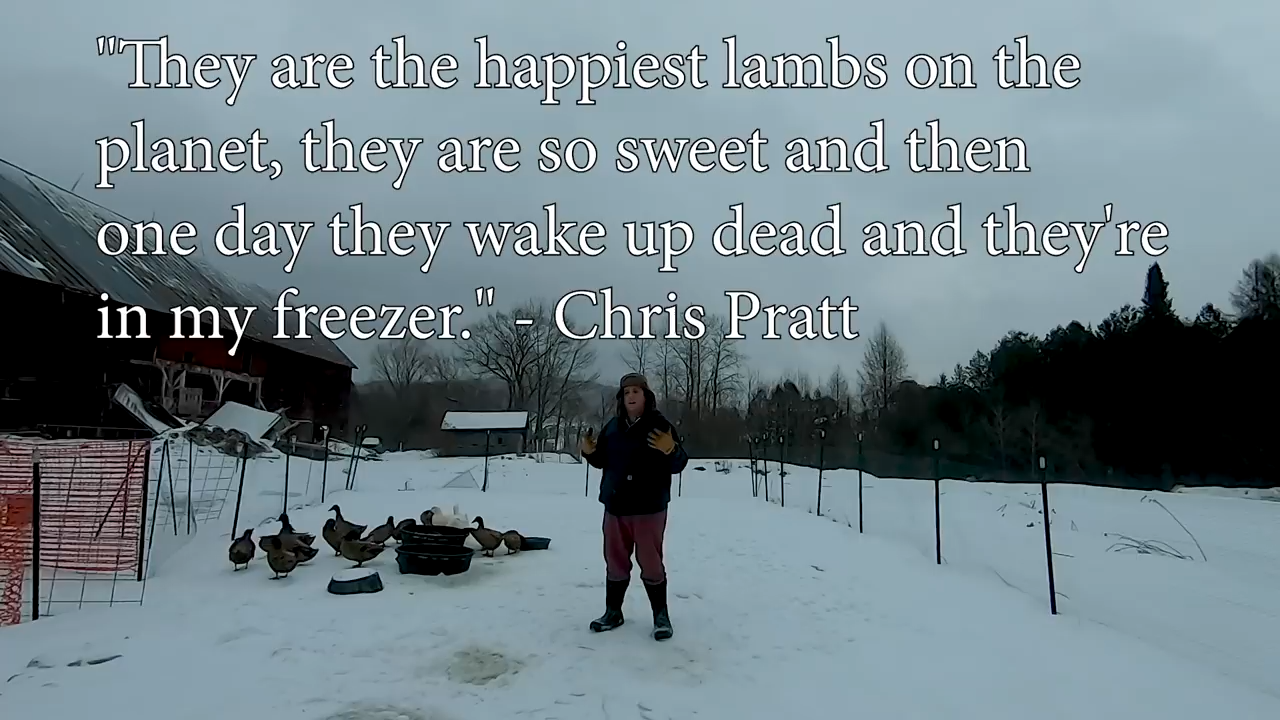 "They are the happiest lambs on the
planet, they are so sweet and then
one day they wake up dead and they're
in my freezer." - Chris Pratt